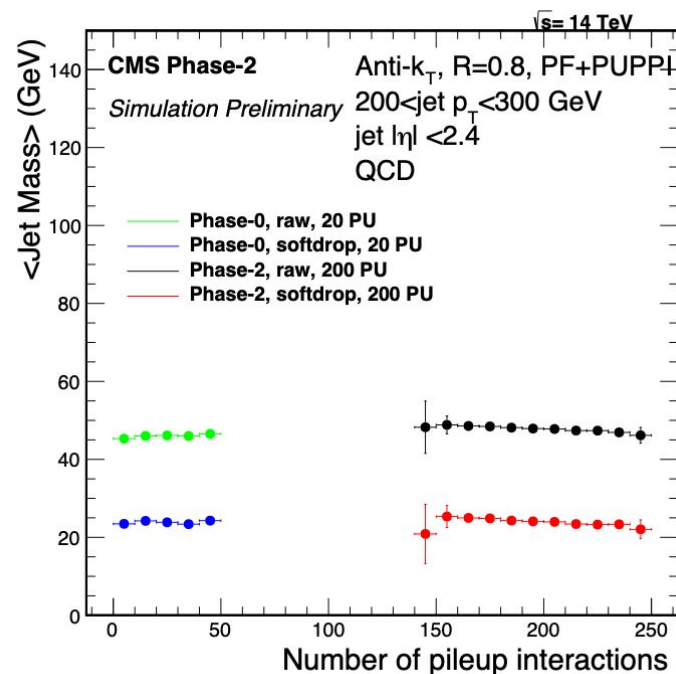 √s= 14 TeV
CMS Phase-2
Simulation Preliminary
Anti-k_T, R=0.8, PF+PUPPI
200<jet p_T<300 GeV
jet |η| <2.4
QCD
Phase-0, raw, 20 PU
Phase-0, softdrop, 20 PU
Phase-2, raw, 200 PU
Phase-2, softdrop, 200 PU
<Jet Mass> (GeV)
140
120
100
80
60
40
20
0
0 50 100 150 200 250
Number of pileup interactions